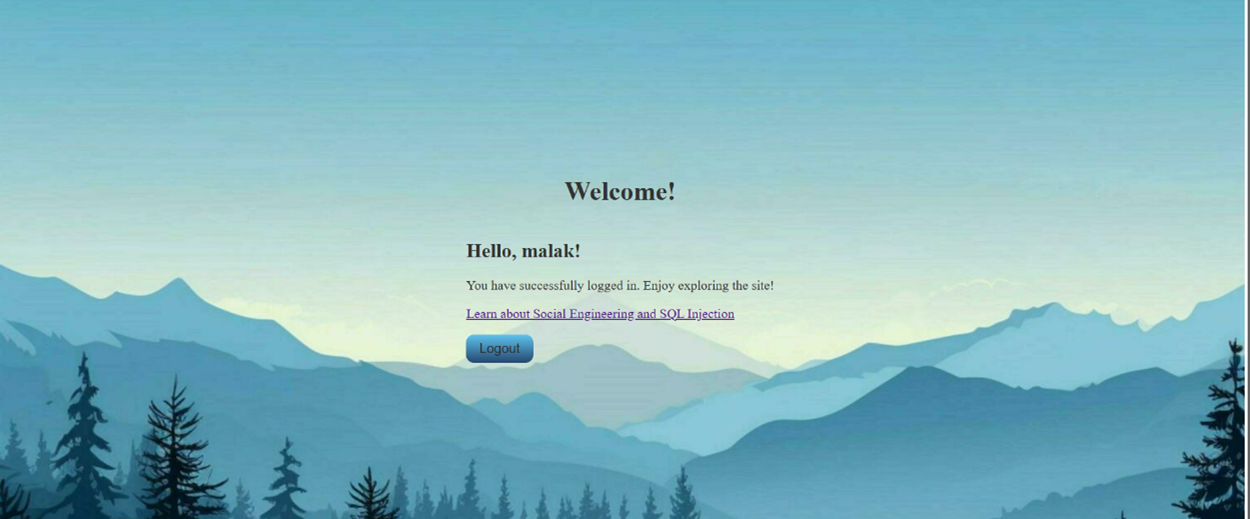 Welcome!
Hello, malak!
You have successfully logged in. Enjoy exploring the site!
Learn about Social Engineering and SQL Injection
Logout